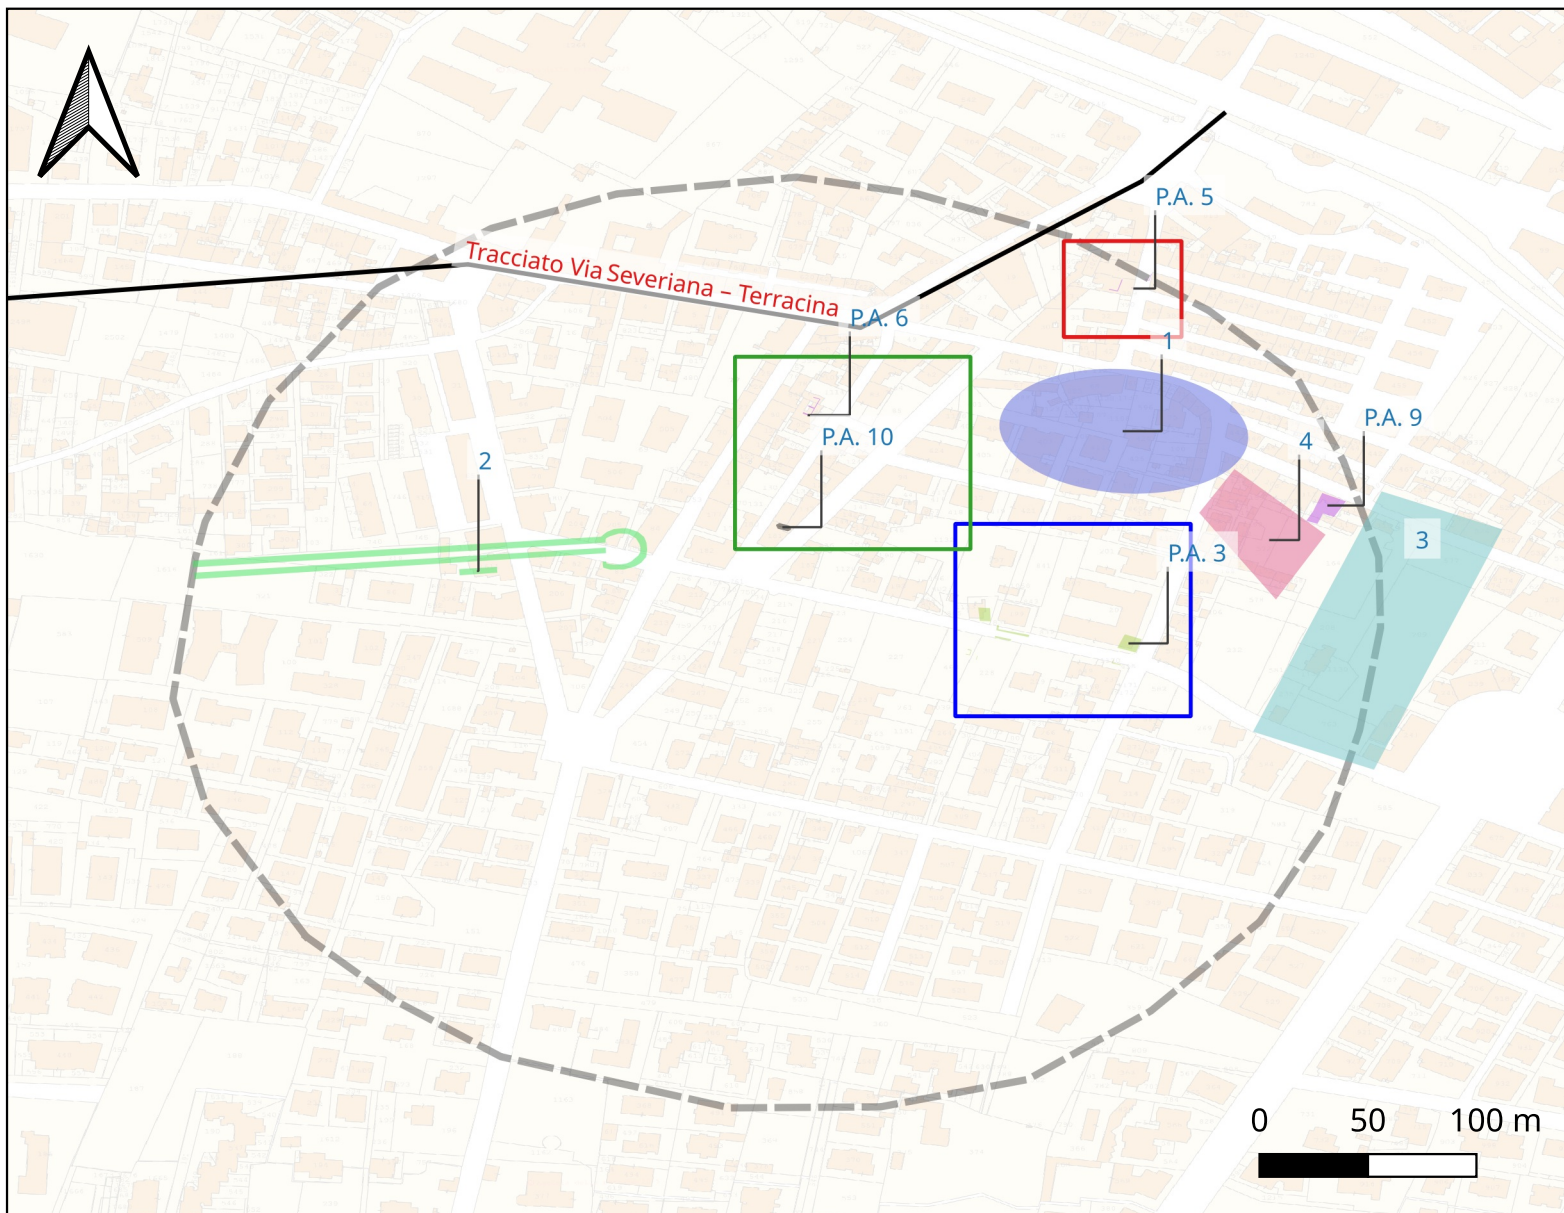 P.A. 5
Tracciato Via Severiana – Terracina
P.A. 6
1
P.A. 9
P.A. 10
4
2
3
P.A. 3
0 50 100 m